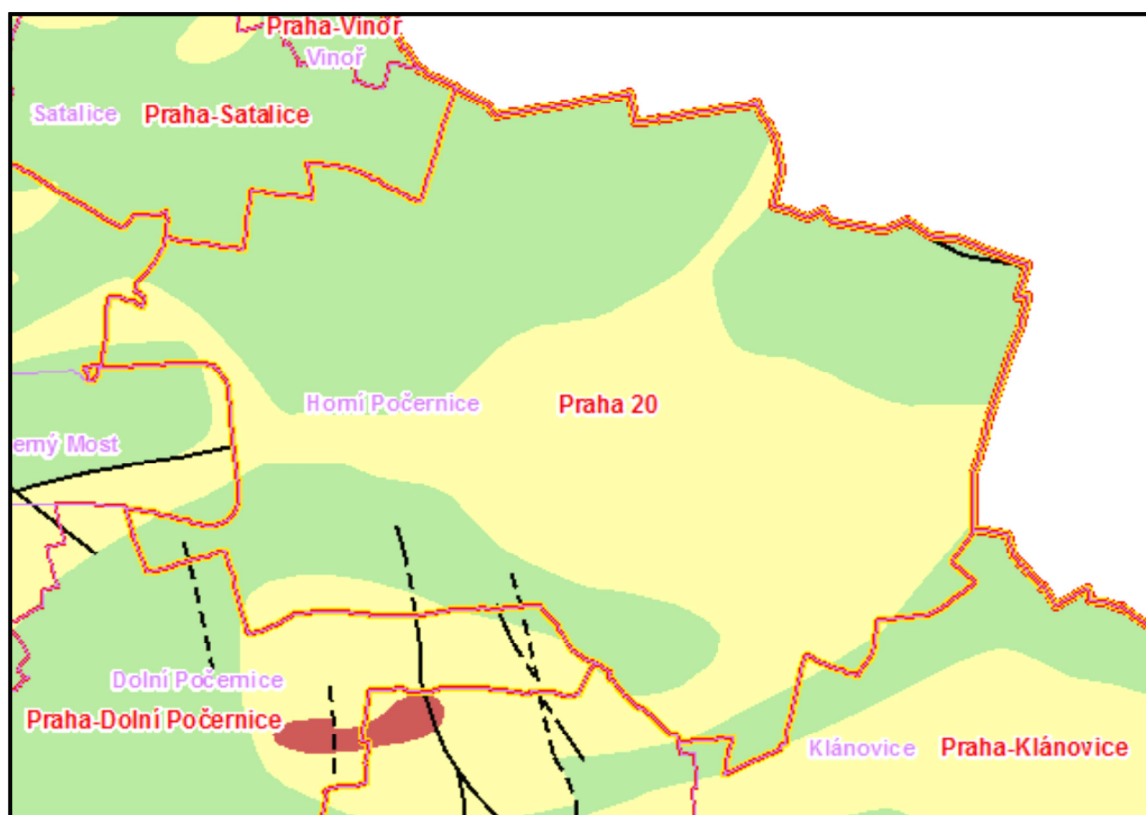 Praha-Vinoř
Vinoř
Satalice Praha-Satalice
Horní Počernice Praha 20
erný Most
Dolní Počernice
Praha-Dolní Počernice
Klánovice Praha-Klánovice